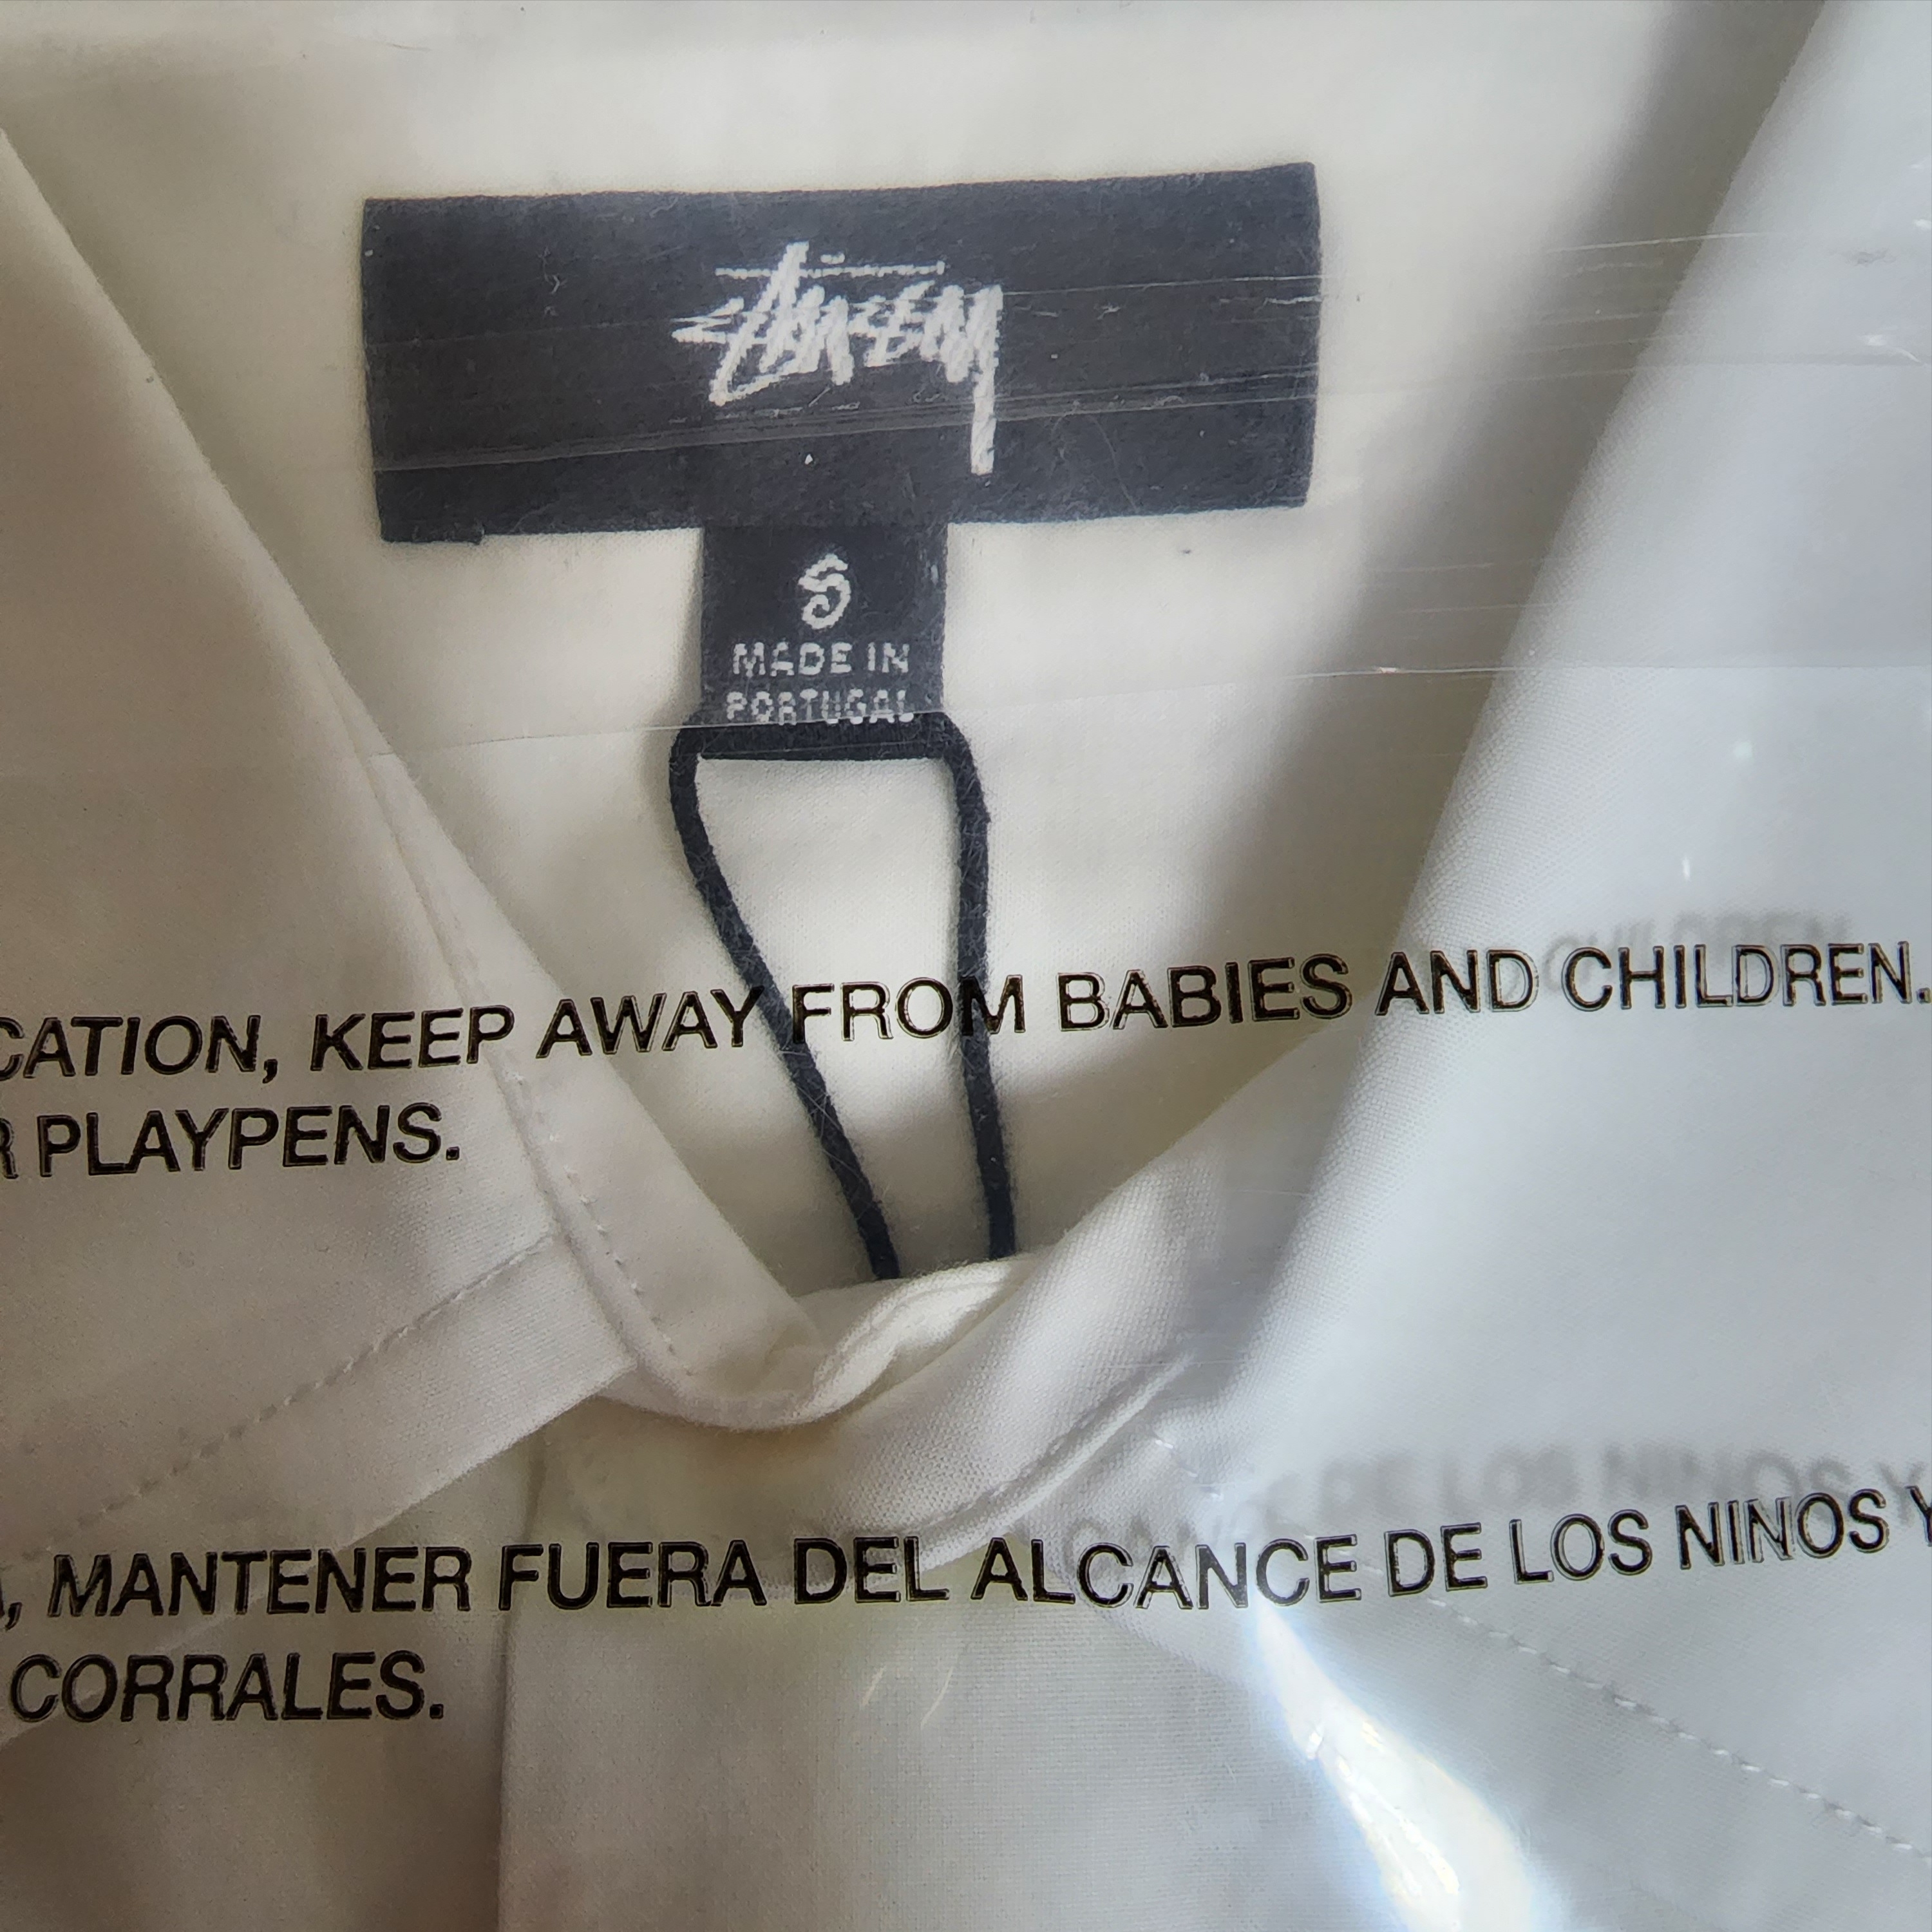 Stüssy
S
MADE IN
PORTUGAL
CATION, KEEP AWAY FROM BABIES AND CHILDREN.
R PLAYPENS.
, MANTENER FUERA DEL ALCANCE DE LOS NINOS Y
CORRALES.